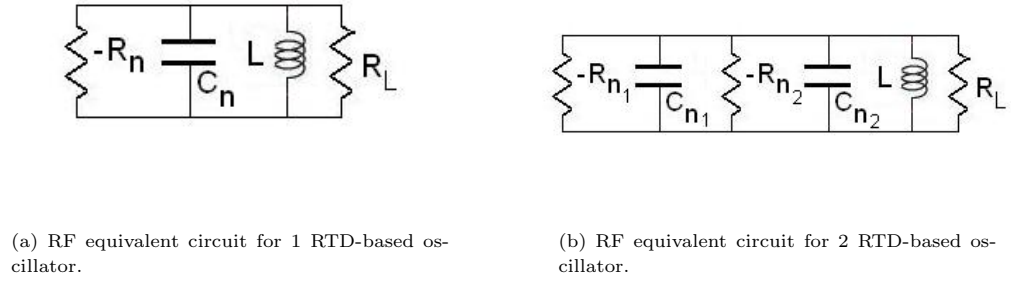 -Rn Cn L RL
-Rn1 Cn1 -Rn2 Cn2 L RL
(a) RF equivalent circuit for 1 RTD-based os-
cillator.
(b) RF equivalent circuit for 2 RTD-based os-
cillator.